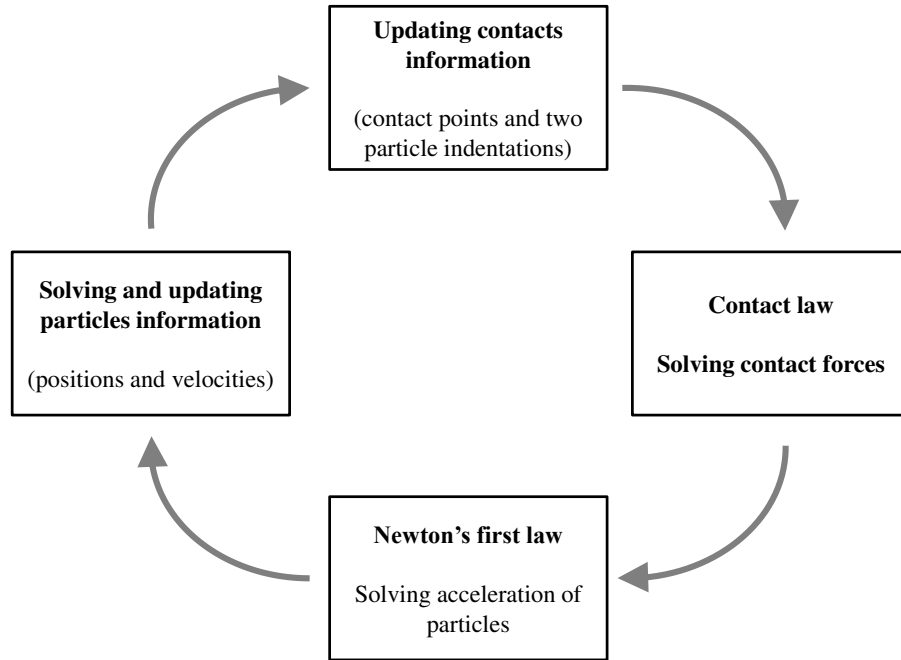 Updating contacts
information
(contact points and two
particle indentations)
Contact law
Solving contact forces
Newton's first law
Solving acceleration of
particles
Solving and updating
particles information
(positions and velocities)